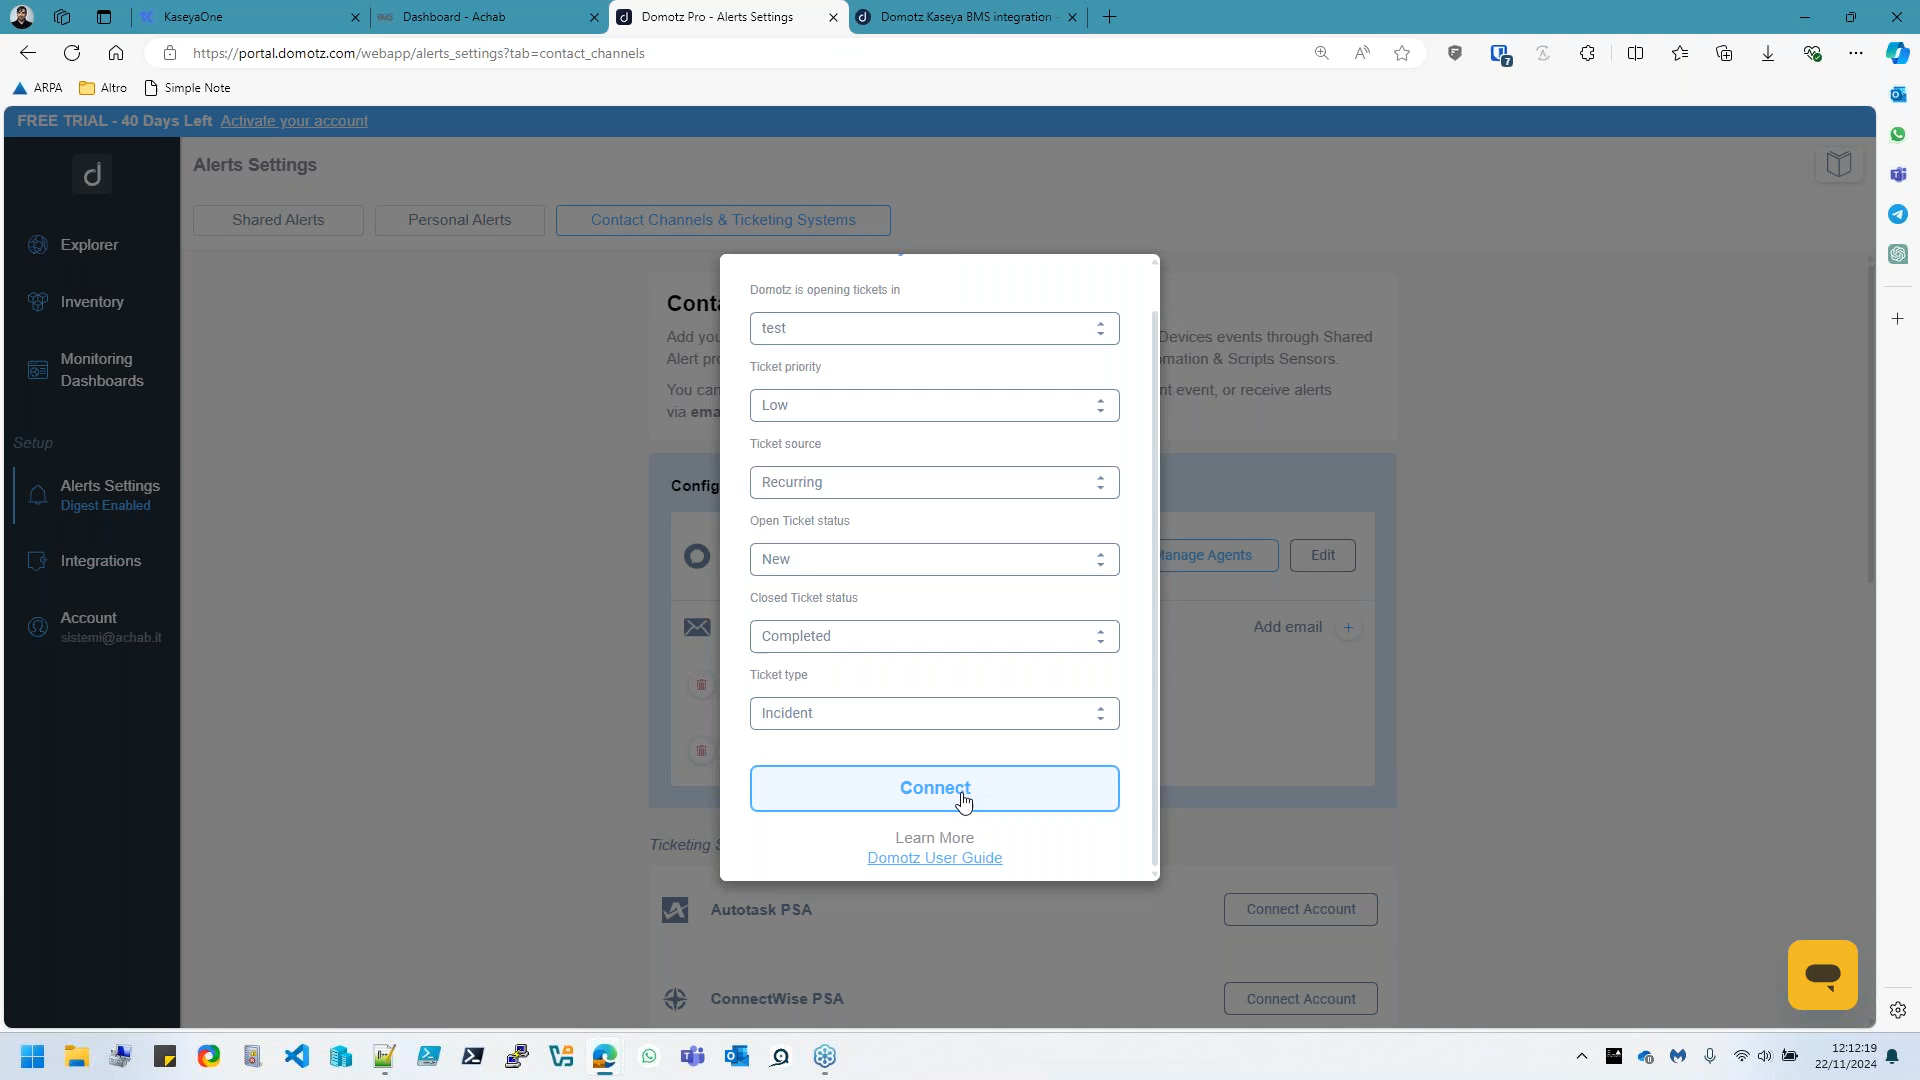 KaseyaOne
BMS
Dashboard - Achab
Domotz Pro - Alerts Settings
Domotz Kaseya BMS integration -
https://portal.domotz.com/webapp/alerts_settings?tab=contact_channels
7
ARPA
Altro
Simple Note
FREE TRIAL - 40 Days Left Activate your account
Alerts Settings
Shared Alerts
Personal Alerts
Contact Channels & Ticketing Systems
Explorer
Inventory
Monitoring
Dashboards
Setup
Alerts Settings
Digest Enabled
Integrations
Account
sistemi@achab.it
Conta
Add you
Devices events through Shared
Alert pro
mation & Scripts Sensors.
You can
nt event, or receive alerts
via ema
Config
Manage Agents
Edit
Add email
Domotz is opening tickets in
test
Ticket priority
Low
Ticket source
Recurring
Open Ticket status
New
Closed Ticket status
Completed
Ticket type
Incident
Connect
Learn More
Domotz User Guide
Ticketing S
Autotask PSA
Connect Account
ConnectWise PSA
Connect Account
12:12:19
22/11/2024